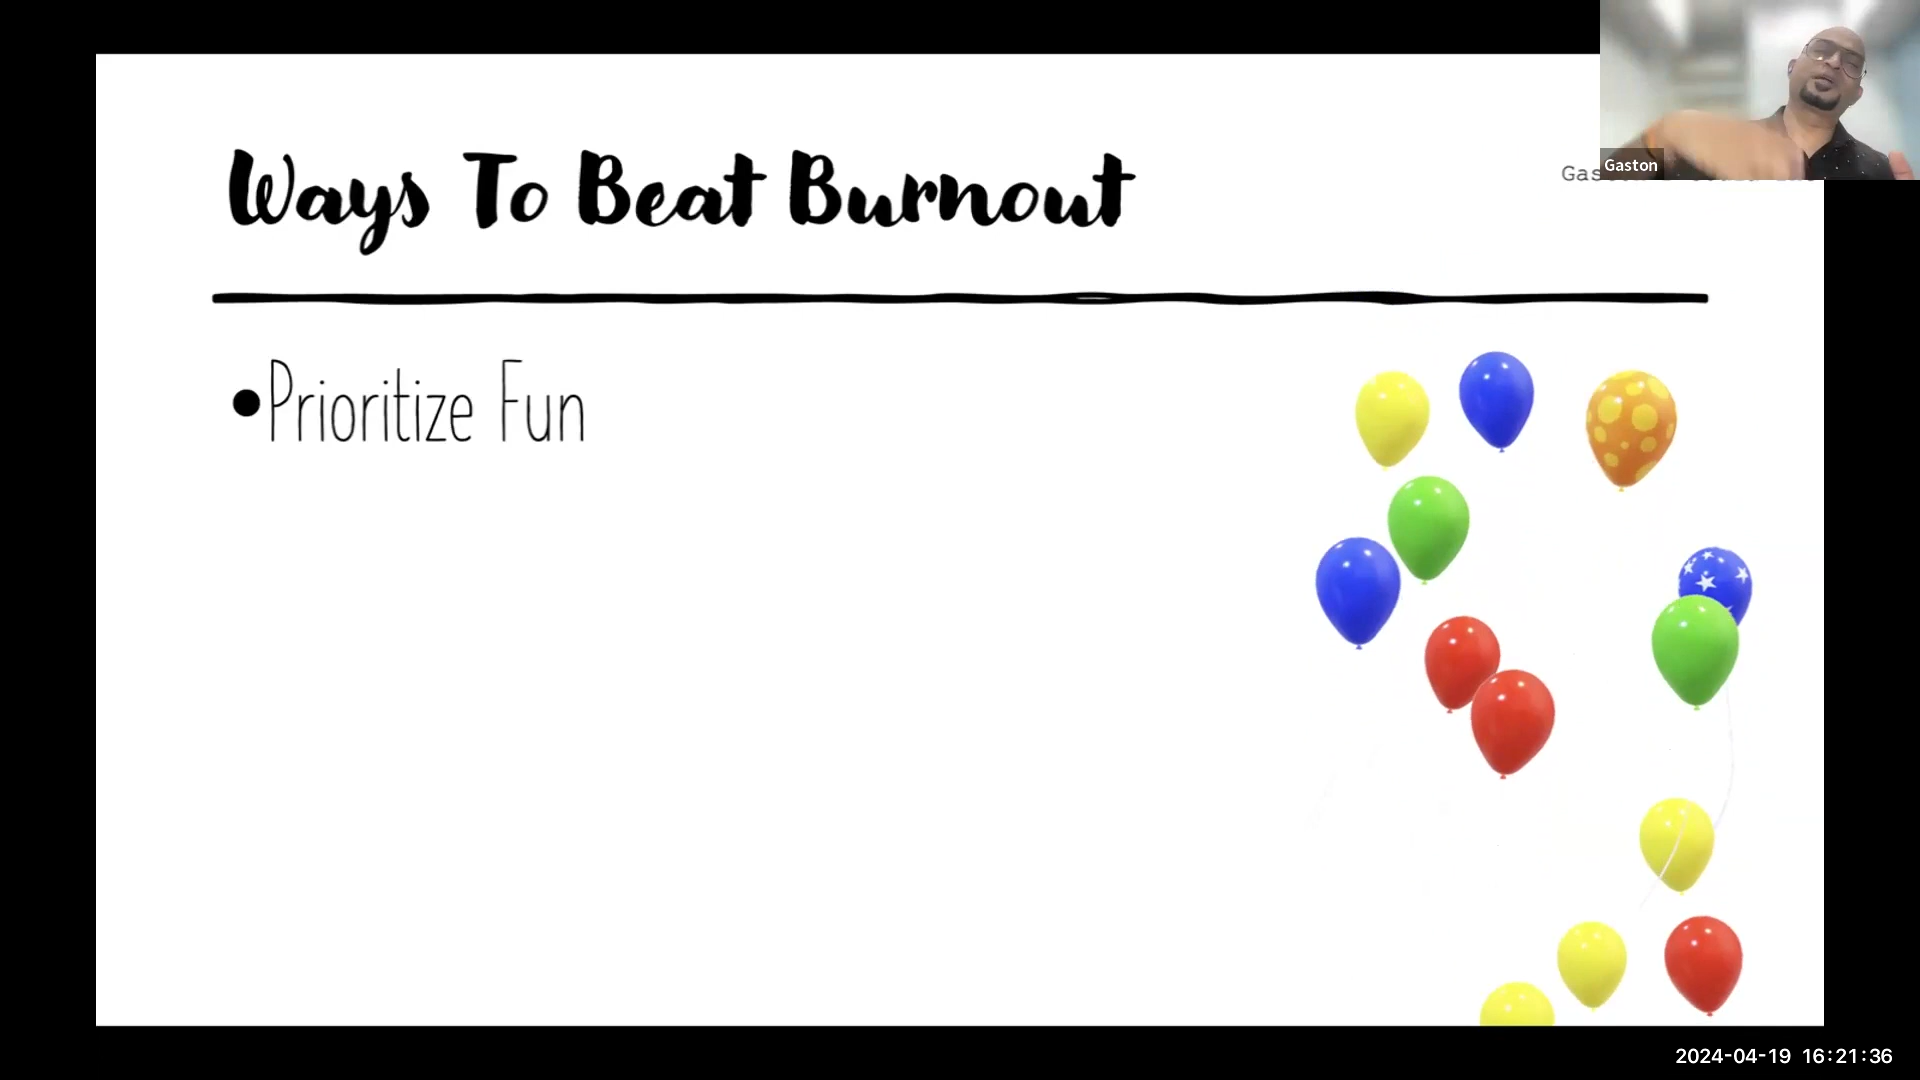 Ways To Beat Burnout
Gaston
•Prioritize Fun
2024-04-19 16:21:36